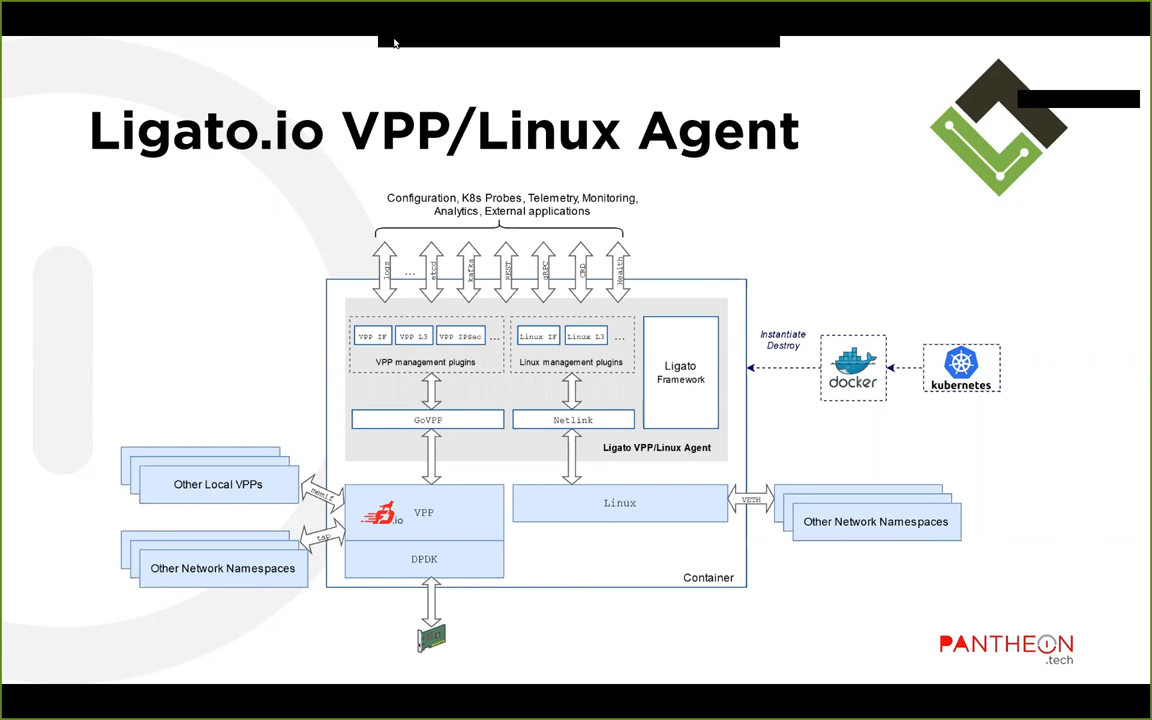 Ligato.io VPP/Linux Agent
Configuration, K8s Probes, Telemetry, Monitoring,
Analytics, External applications
logs
...
etcd
kafka
REST
gRPC
CRD
Health
VPP IF
VPP L3
VPP IPSec
...
Linux IF
Linux L3
...
VPP management plugins
Linux management plugins
Ligato
Framework
Instantiate
Destroy
docker
kubernetes
GoVPP
Netlink
Ligato VPP/Linux Agent
Other Local VPPs
memif
.io
VPP
Linux
VETH
Other Network Namespaces
tap
DPDK
Other Network Namespaces
Container
PANTHEON
.tech